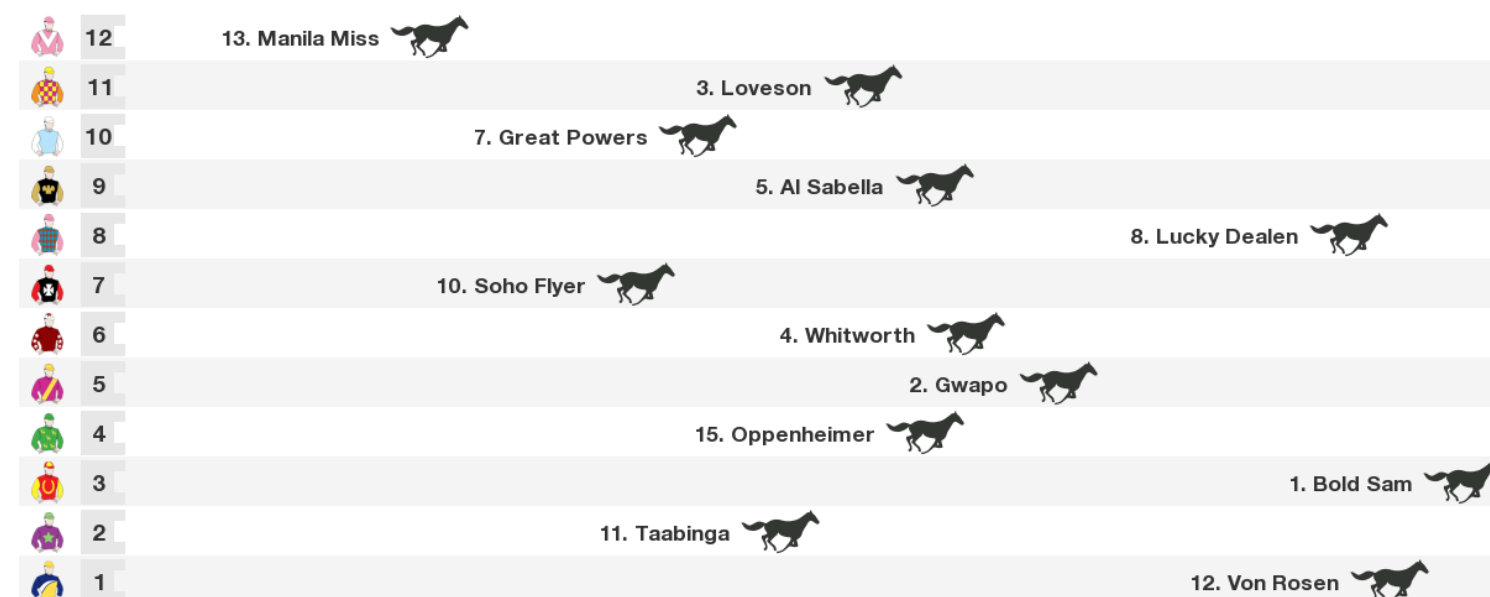 12 13. Manila Miss
11 3. Loveson
10 7. Great Powers
9 5. Al Sabella
8 8. Lucky Dealen
7 10. Soho Flyer
6 4. Whitworth
5 2. Gwapo
4 15. Oppenheimer
3 1. Bold Sam
2 11. Taabinga
1 12. Von Rosen